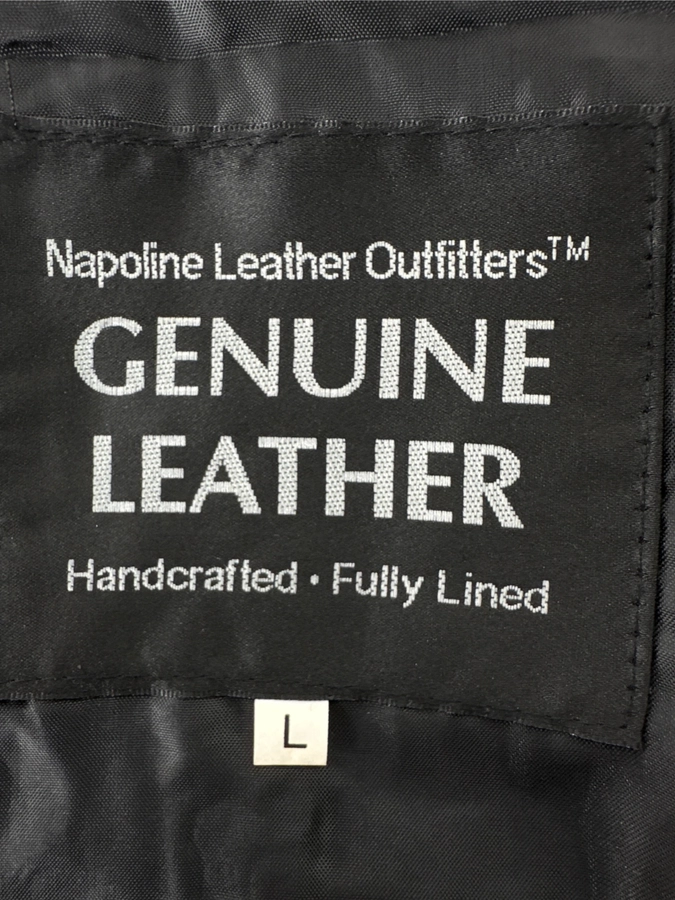 Napoline Leather Outfitters™
GENUINE
LEATHER
Handcrafted • Fully Lined
L